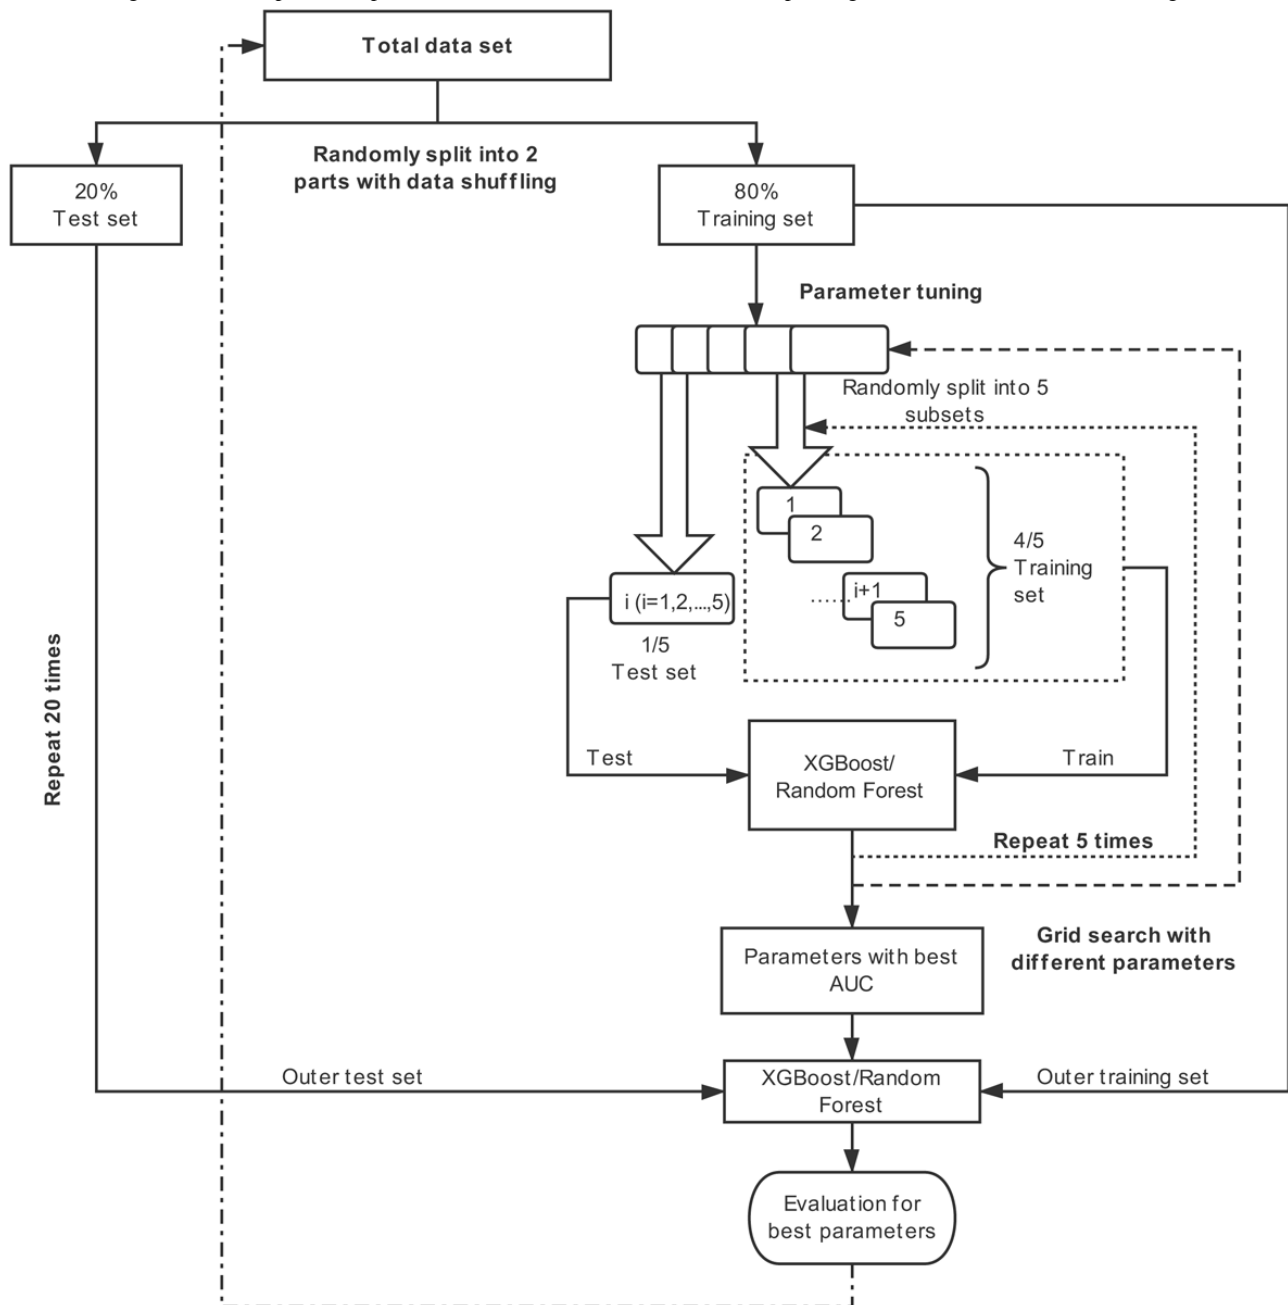 Total data set
Randomly split into 2
parts with data shuffling
20%
Test set
80%
Training set
Parameter tuning
Randomly split into 5
subsets
1
2
4/5
Training
set
......
i+1
5
i (i=1,2,...,5)
1/5
Test set
Repeat 20 times
Test
XGBoost/
Random Forest
Train
Repeat 5 times
Parameters with best
AUC
Grid search with
different parameters
Outer test set
XGBoost/Random
Forest
Outer training set
Evaluation for
best parameters